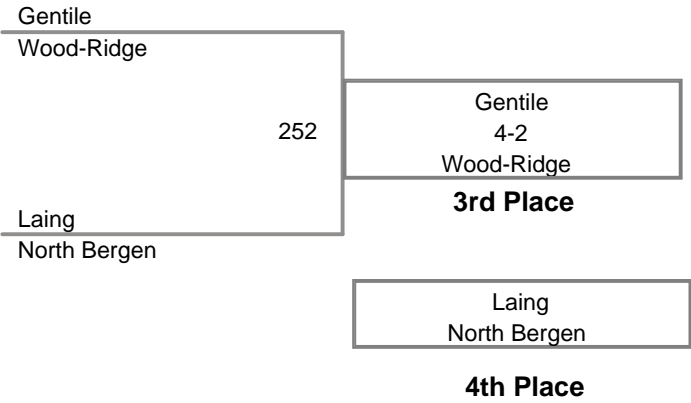 Gentile
Wood-Ridge
252
Gentile
4-2
Wood-Ridge
3rd Place
Laing
North Bergen
Laing
North Bergen
4th Place